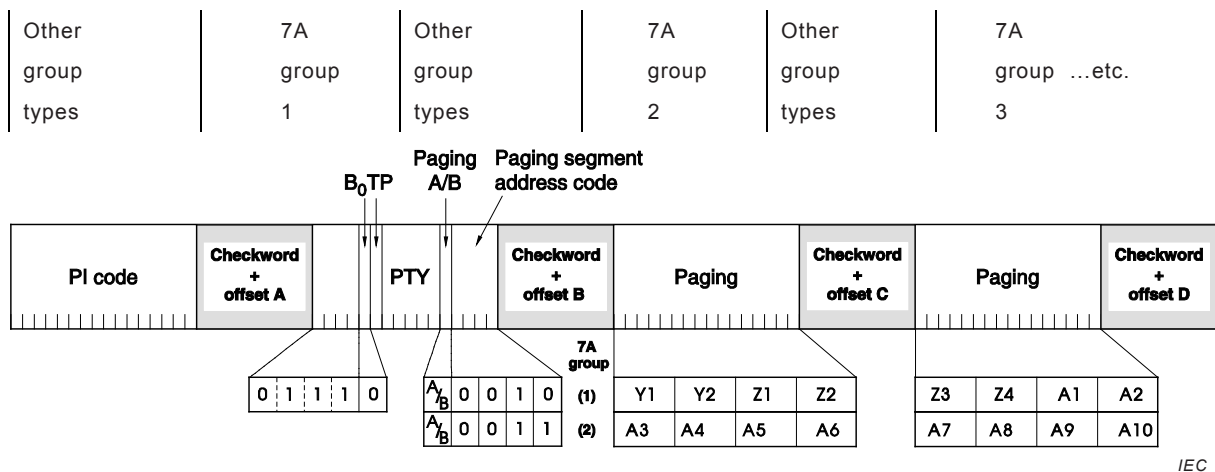 Other 7A Other 7A Other 7A
group group group group group group ...etc.
types 1 types 2 types 3
Paging Paging segment
B0TP A/B address code
PI code Checkword + offset A PTY Checkword + offset B Paging Checkword + offset C Paging Checkword + offset D
7A group
0 1 1 1 0 A/B 0 0 1 0 (1) Y1 Y2 Z1 Z2 Z3 Z4 A1 A2
A/B 0 0 1 1 (2) A3 A4 A5 A6 A7 A8 A9 A10
IEC